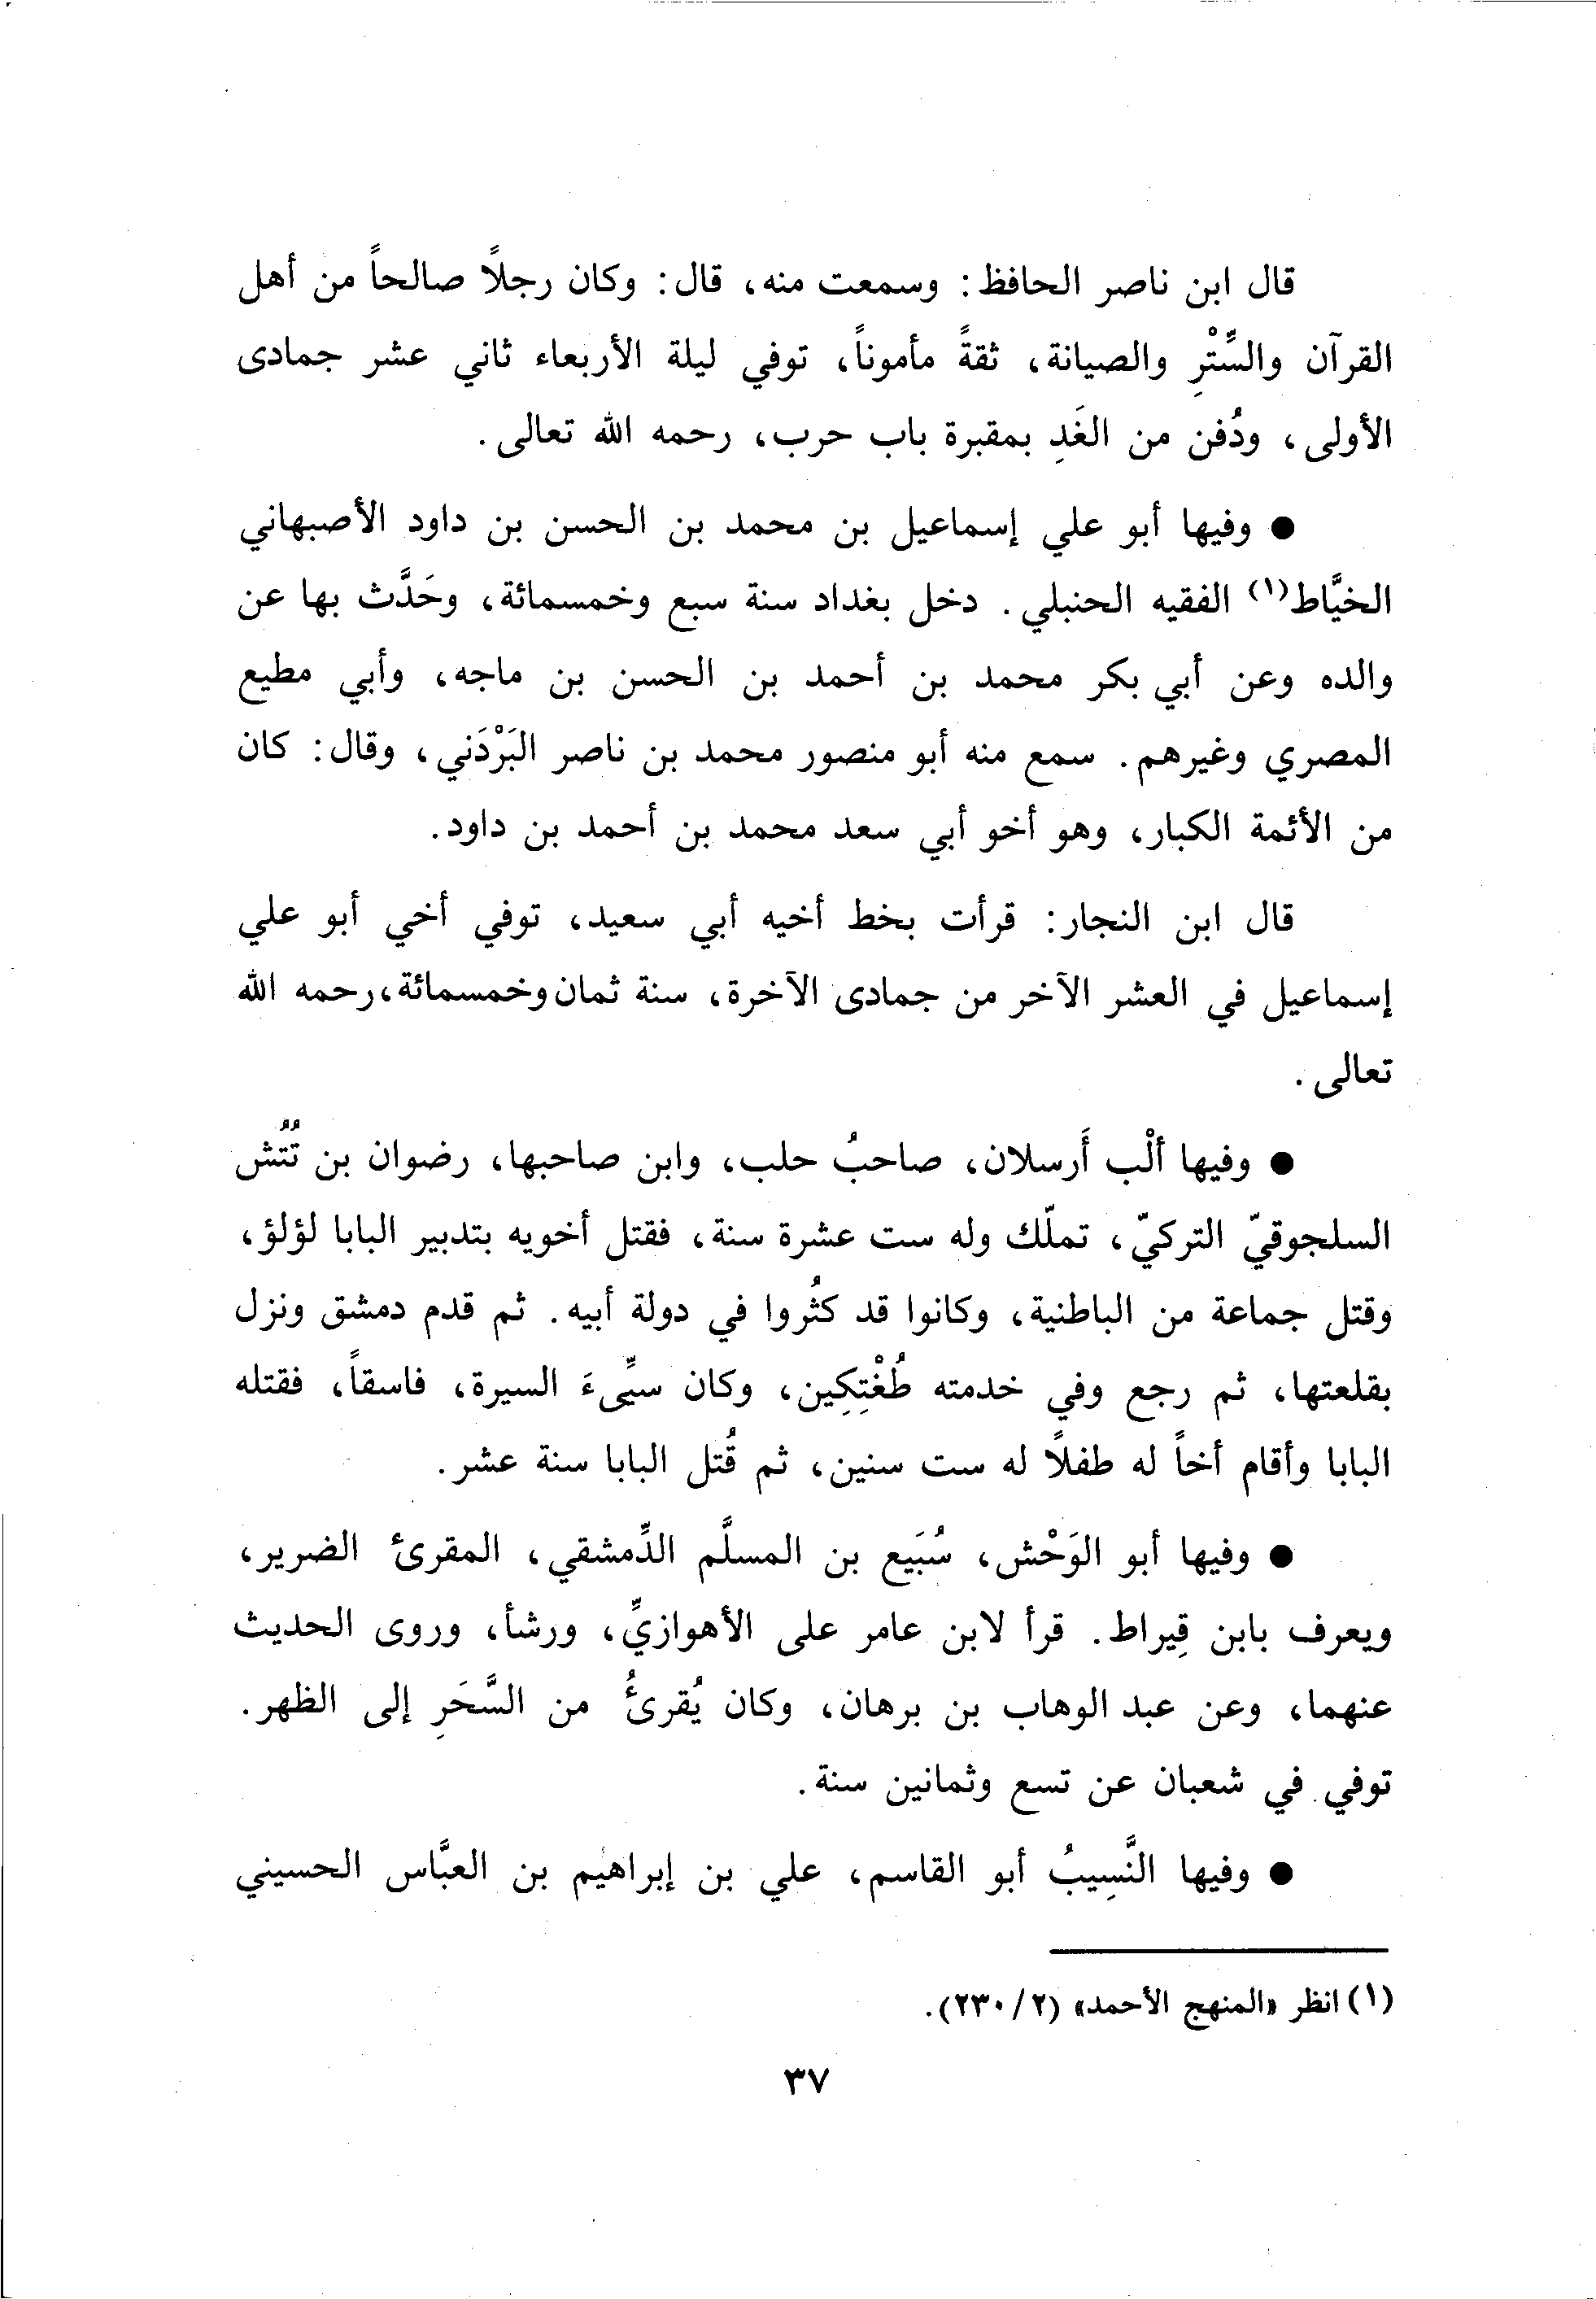 قال ابن ناصر الحافظ: وسمعت منه، قال: وكان رجلاً صالحاً من أهل
القرآن والسِّتْرِ والصيانة، ثقةً مأموناً، توفي ليلة الأربعاء ثاني عشر جمادى
الأولى، ودُفن من الغَدِ بمقبرة باب حرب، رحمه الله تعالى.
● وفيها أبو علي إسماعيل بن محمد بن الحسن بن داود الأصبهاني
الخيَّاط(١) الفقيه الحنبلي. دخل بغداد سنة سبع وخمسمائة، وحَدَّث بها عن
والده وعن أبي بكر محمد بن أحمد بن الحسن بن ماجه، وأبي مطيع
المصري وغيرهم. سمع منه أبو منصور محمد بن ناصر البَرْدَني، وقال: كان
من الأئمة الكبار، وهو أخو أبي سعد محمد بن أحمد بن داود.
قال ابن النجار: قرأت بخط أخيه أبي سعيد، توفي أخي أبو علي
إسماعيل في العشر الآخر من جمادى الآخرة، سنة ثمان وخمسمائة، رحمه الله
تعالى.
● وفيها ألْب أَرسلان، صاحبُ حلب، وابن صاحبها، رضوان بن تُتُش
السلجوقيّ التركيّ، تملّك وله ست عشرة سنة، فقتل أخويه بتدبير البابا لؤلؤ،
وقتل جماعة من الباطنية، وكانوا قد كثُروا في دولة أبيه. ثم قدم دمشق ونزل
بقلعتها، ثم رجع وفي خدمته طُغْتِكِين، وكان سيِّىءَ السيرة، فاسقاً، فقتله
البابا وأقام أخاً له طفلاً له ست سنين، ثم قُتل البابا سنة عشر.
● وفيها أبو الوَحْش، سُبَيع بن المسلَّم الدِّمشقي، المقرئ الضرير،
ويعرف بابن قِيراط. قرأ لابن عامر على الأهوازيِّ، ورشأ، وروى الحديث
عنهما، وعن عبد الوهاب بن برهان، وكان يُقرئُ من السَّحَرِ إلى الظهر.
توفي في شعبان عن تسع وثمانين سنة.
● وفيها النَّسِيبُ أبو القاسم، علي بن إبراهيم بن العبَّاس الحسيني
(١) انظر «المنهج الأحمد» (٢/ ٢٣٠).
٣٧